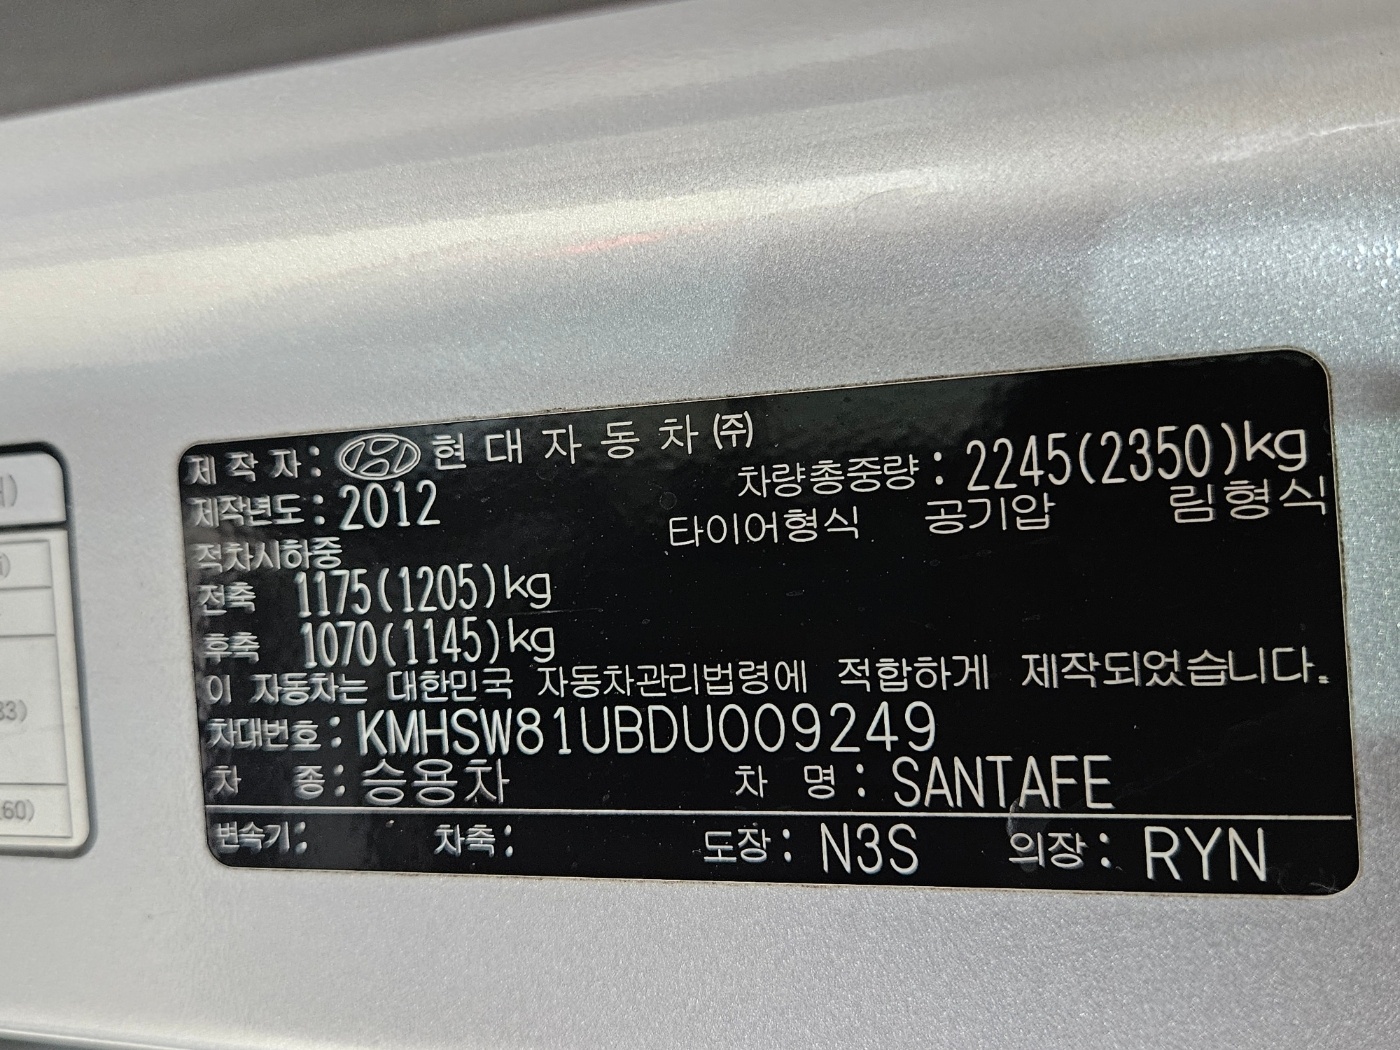 제작자: 현대자동차(주)
차량총중량: 2245(2350)kg
제작년도: 2012
타이어형식 공기압 림형식
적차시하중
전축 1175(1205)kg
후축 1070(1145)kg
이 자동차는 대한민국 자동차관리법령에 적합하게 제작되었습니다.
차대번호: KMHSW81UBDU009249
차 종: 승용차 차 명: SANTAFE
변속기: 차축: 도장: N3S 의장: RYN
33)
160)